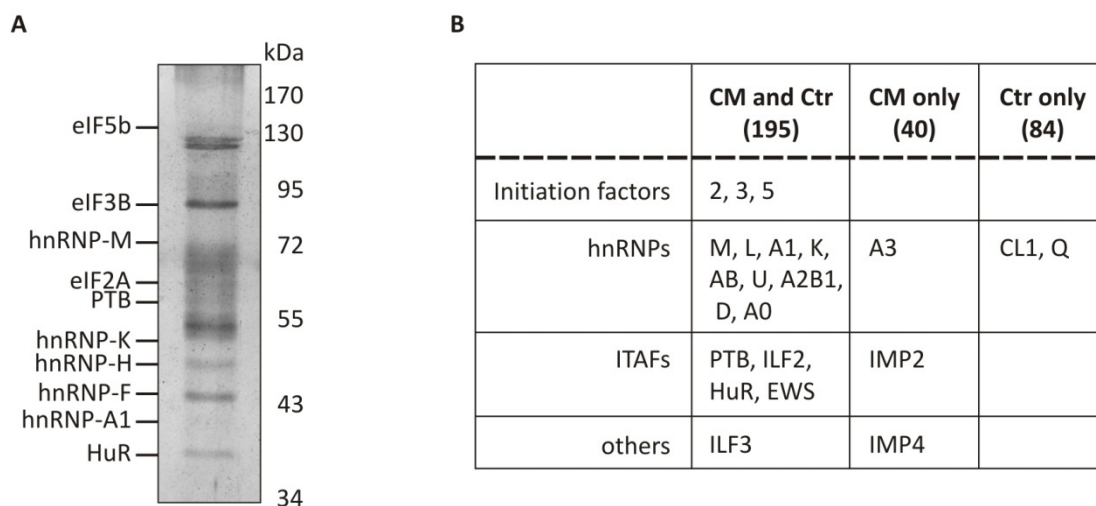 A
kDa
170
eIF5b
130
95
eIF3B
hnRNP-M
72
eIF2A
PTB
55
hnRNP-K
hnRNP-H
hnRNP-F
43
hnRNP-A1
HuR
34
B
CM and Ctr (195)
CM only (40)
Ctr only (84)
Initiation factors
2, 3, 5
hnRNPs
M, L, A1, K,
AB, U, A2B1,
D, A0
A3
CL1, Q
ITAFs
PTB, ILF2,
HuR, EWS
IMP2
others
ILF3
IMP4